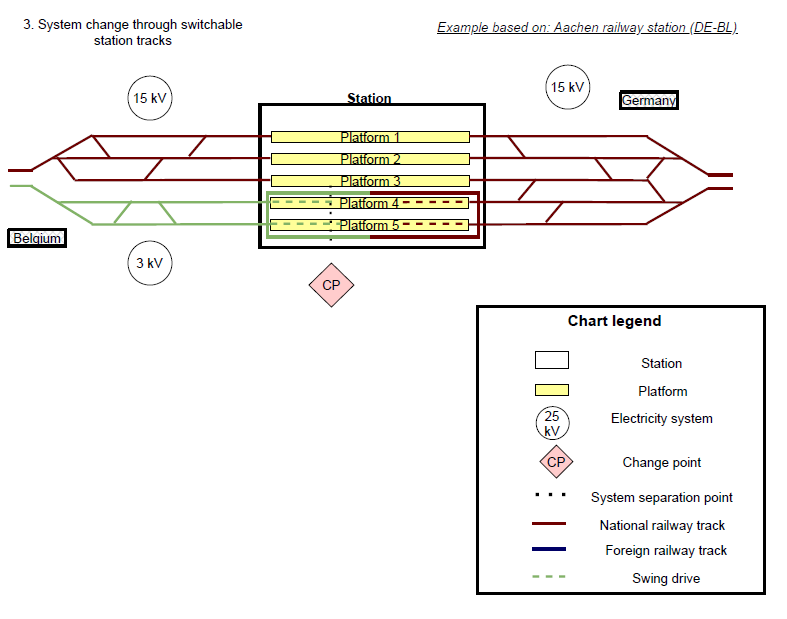 3. System change through switchable
station tracks
Example based on: Aachen railway station (DE-BL)
15 kV
15 kV
Germany
Station
Platform 1
Platform 2
Platform 3
Platform 4
Platform 5
Belgium
3 kV
CP
Chart legend
Station
Platform
25
kV
Electricity system
CP
Change point
System separation point
National railway track
Foreign railway track
Swing drive